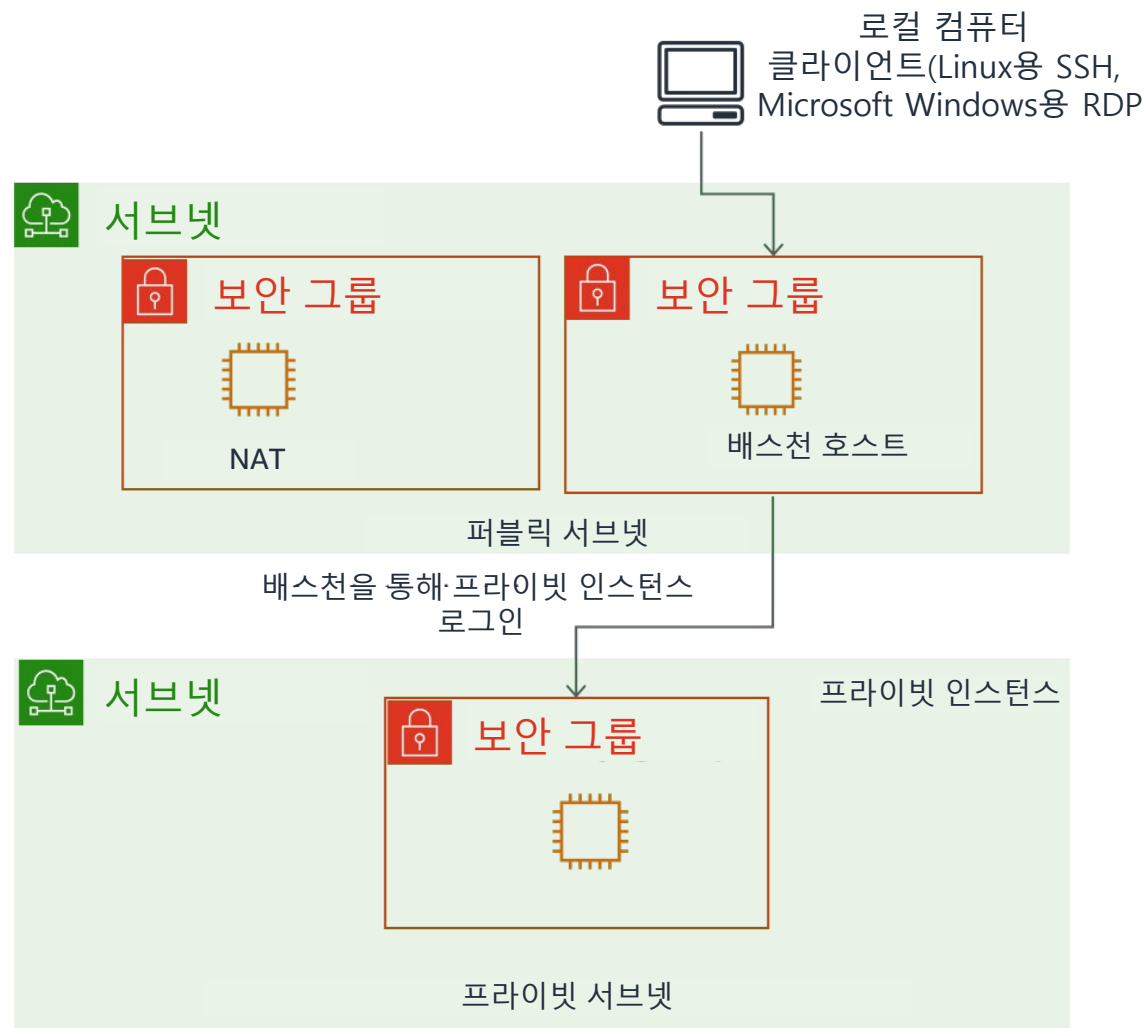 로컬 컴퓨터
클라이언트(Linux용 SSH,
Microsoft Windows용 RDP
서브넷
보안 그룹
보안 그룹
NAT
배스천 호스트
퍼블릭 서브넷
배스천을 통해 프라이빗 인스턴스
로그인
서브넷
프라이빗 인스턴스
보안 그룹
프라이빗 서브넷